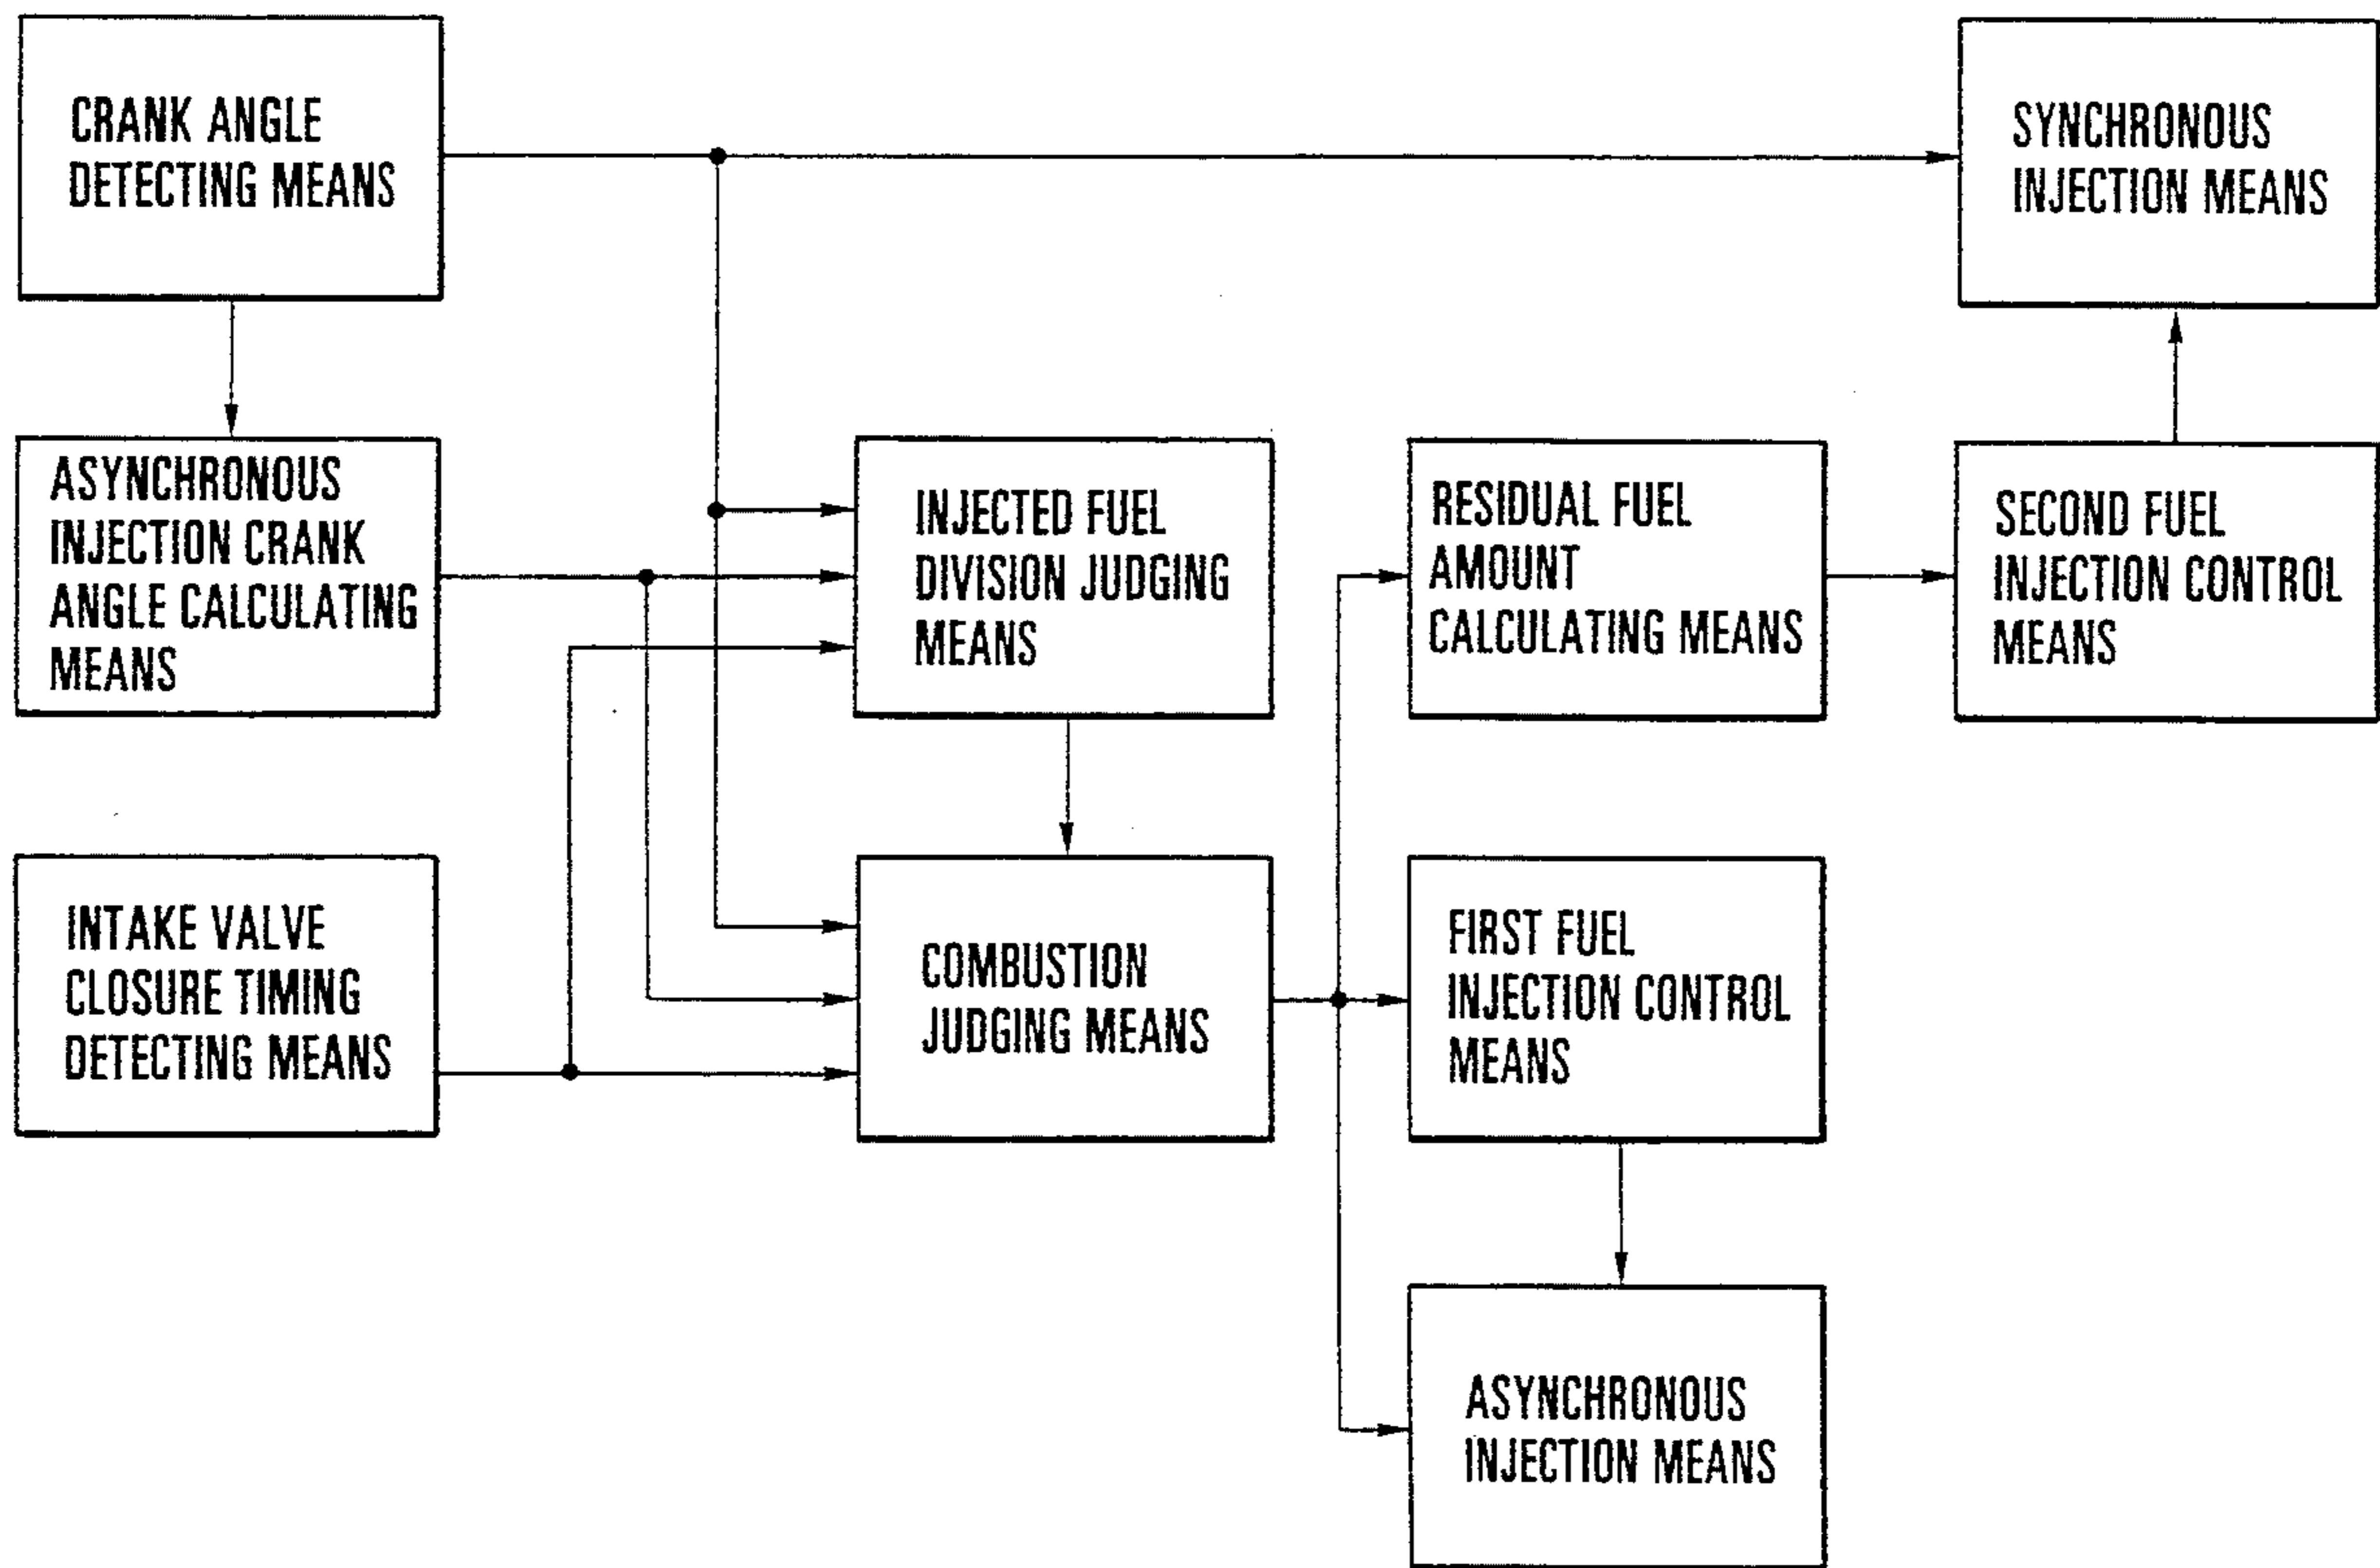 CRANK ANGLE
DETECTING MEANS
SYNCHRONOUS
INJECTION MEANS
ASYNCHRONOUS
INJECTION CRANK
ANGLE CALCULATING
MEANS
INJECTED FUEL
DIVISION JUDGING
MEANS
RESIDUAL FUEL
AMOUNT
CALCULATING MEANS
SECOND FUEL
INJECTION CONTROL
MEANS
INTAKE VALVE
CLOSURE TIMING
DETECTING MEANS
COMBUSTION
JUDGING MEANS
FIRST FUEL
INJECTION CONTROL
MEANS
ASYNCHRONOUS
INJECTION MEANS